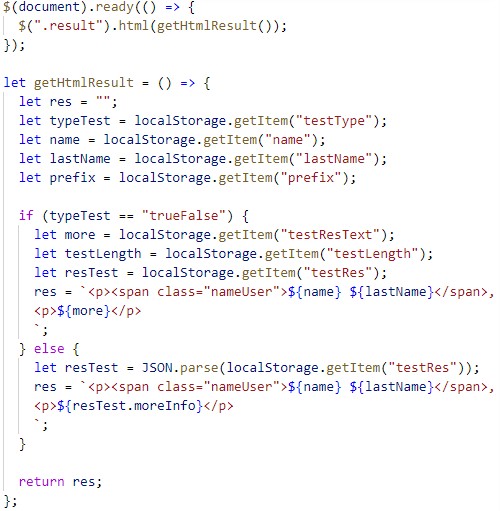 $(document).ready(() => {
  $(".result").html(getHtmlResult());
});

let getHtmlResult = () => {
  let res = "";
  let typeTest = localStorage.getItem("testType");
  let name = localStorage.getItem("name");
  let lastName = localStorage.getItem("lastName");
  let prefix = localStorage.getItem("prefix");

  if (typeTest == "trueFalse") {
    let more = localStorage.getItem("testResText");
    let testLength = localStorage.getItem("testLength");
    let resTest = localStorage.getItem("testRes");
    res = `<p><span class="nameUser">${name} ${lastName}</span>,
    <p>${more}</p>
    `;
  } else {
    let resTest = JSON.parse(localStorage.getItem("testRes"));
    res = `<p><span class="nameUser">${name} ${lastName}</span>,
    <p>${resTest.moreInfo}</p>
    `;
  }

  return res;
};